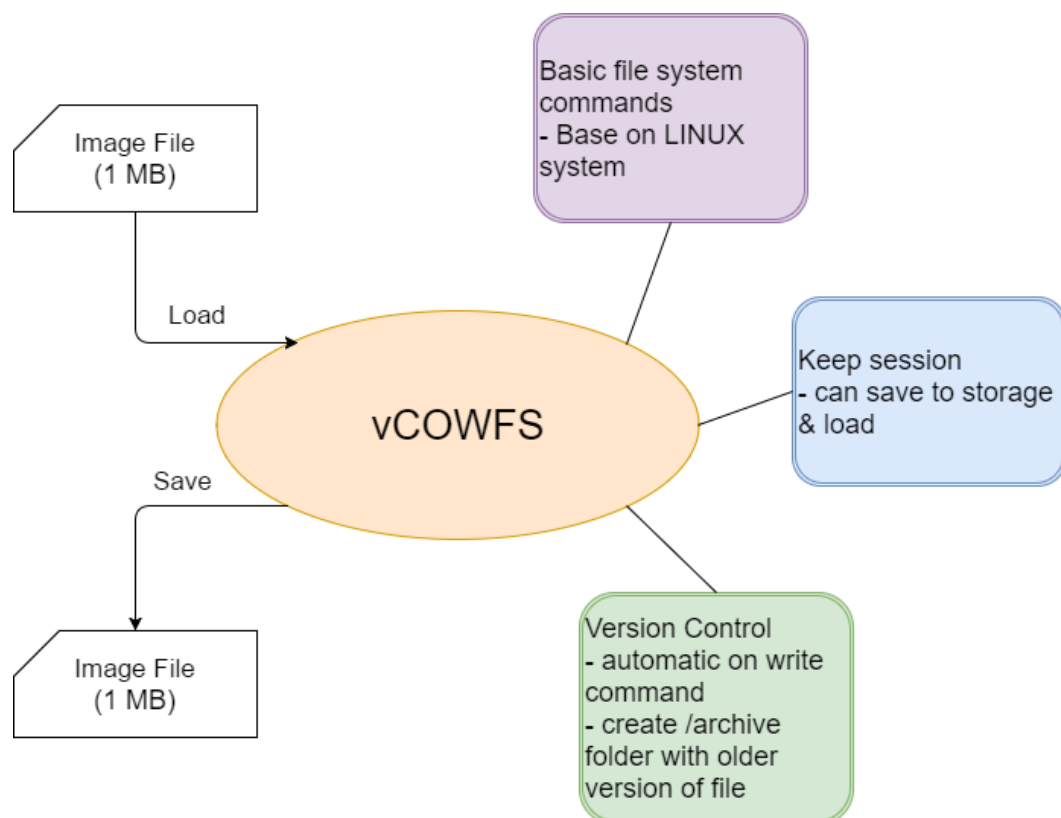 Basic file system
commands
- Base on LINUX
system
Image File
(1 MB)
Load
Keep session
- can save to storage
& load
vCOWFS
Save
Version Control
- automatic on write
command
- create /archive
folder with older
version of file
Image File
(1 MB)